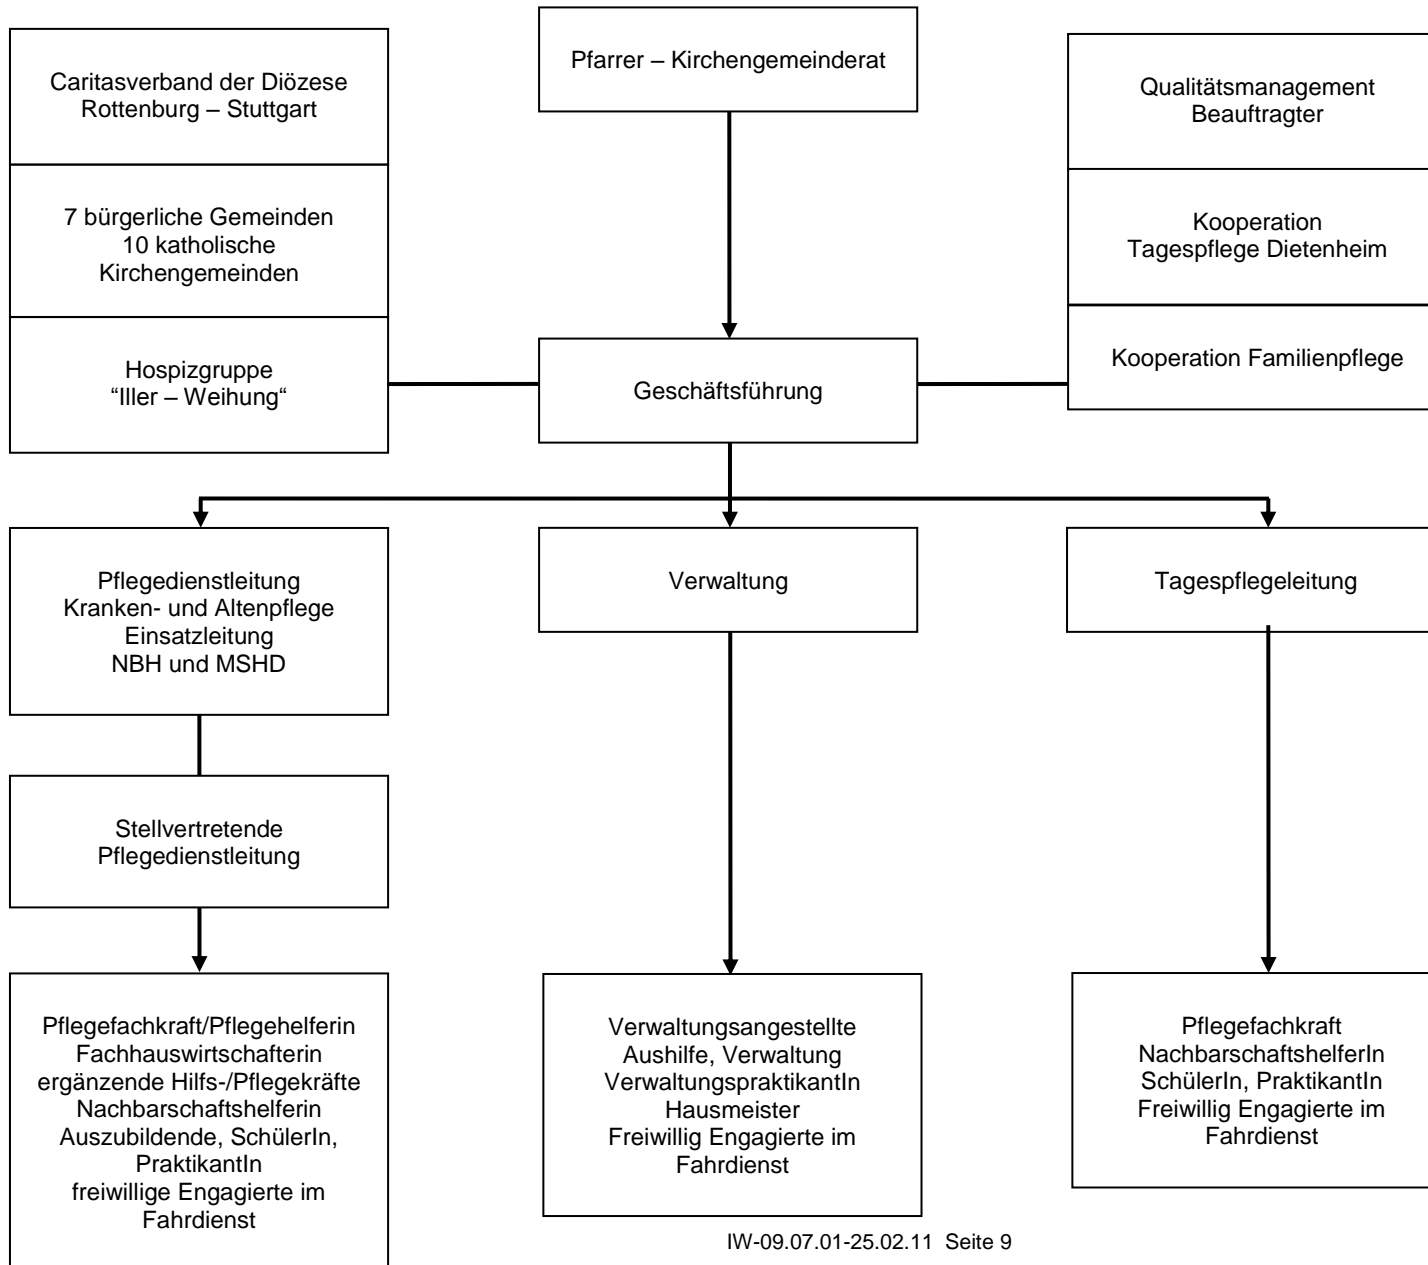 Pfarrer – Kirchengemeinderat
Caritasverband der Diözese
Rottenburg – Stuttgart
7 bürgerliche Gemeinden
10 katholische
Kirchengemeinden
Hospizgruppe
“Iller – Weihung“
Qualitätsmanagement
Beauftragter
Kooperation
Tagespflege Dietenheim
Kooperation Familienpflege
Geschäftsführung
Pflegedienstleitung
Kranken- und Altenpflege
Einsatzleitung
NBH und MSHD
Verwaltung
Tagespflegeleitung
Stellvertretende
Pflegedienstleitung
Pflegefachkraft/Pflegehelferin
Fachhauswirtschafterin
ergänzende Hilfs-/Pflegekräfte
Nachbarschaftshelferin
Auszubildende, SchülerIn,
PraktikantIn
freiwillige Engagierte im
Fahrdienst
Verwaltungsangestellte
Aushilfe, Verwaltung
VerwaltungspraktikantIn
Hausmeister
Freiwillig Engagierte im
Fahrdienst
Pflegefachkraft
NachbarschaftshelferIn
SchülerIn, PraktikantIn
Freiwillig Engagierte im
Fahrdienst
IW-09.07.01-25.02.11 Seite 9